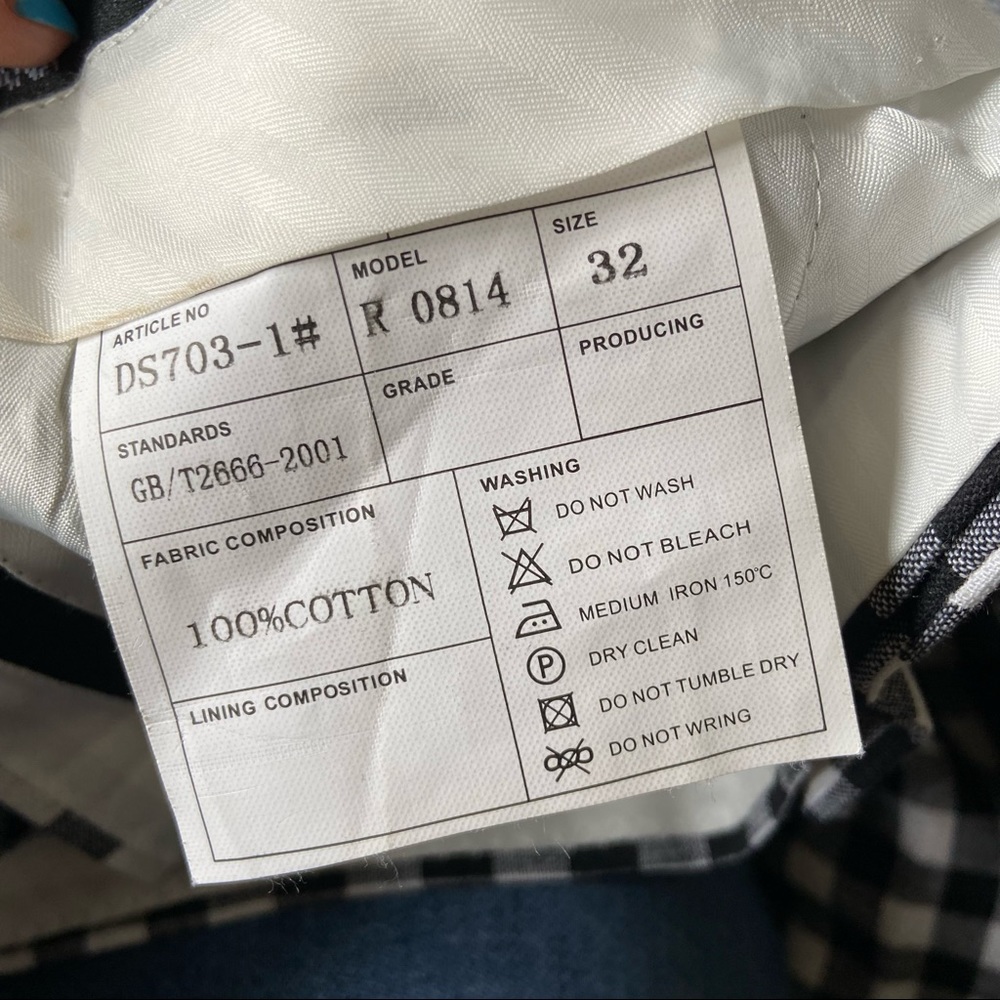 ARTICLE NO
DS703-1#
MODEL
R 0814
SIZE
32
STANDARDS
GB/T2666-2001
GRADE
PRODUCING
FABRIC COMPOSITION
100%COTTON
LINING COMPOSITION
WASHING
DO NOT WASH
DO NOT BLEACH
MEDIUM IRON 150℃
P DRY CLEAN
DO NOT TUMBLE DRY
DO NOT WRING